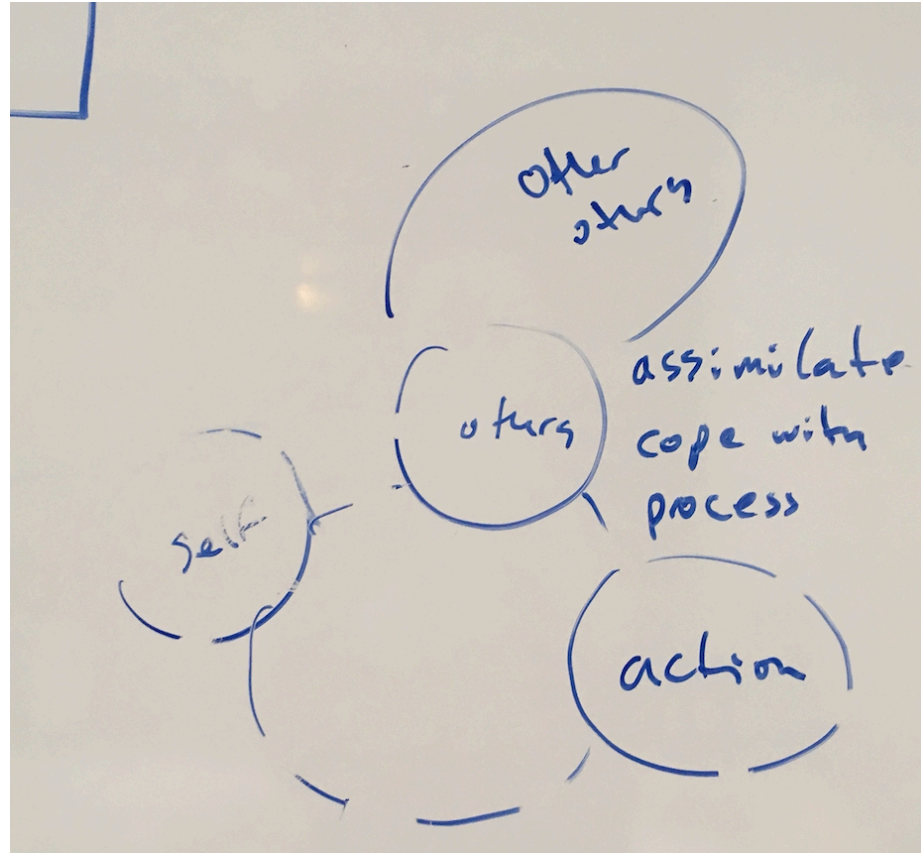 other
others
assimilate
cope with
process
others
self
action